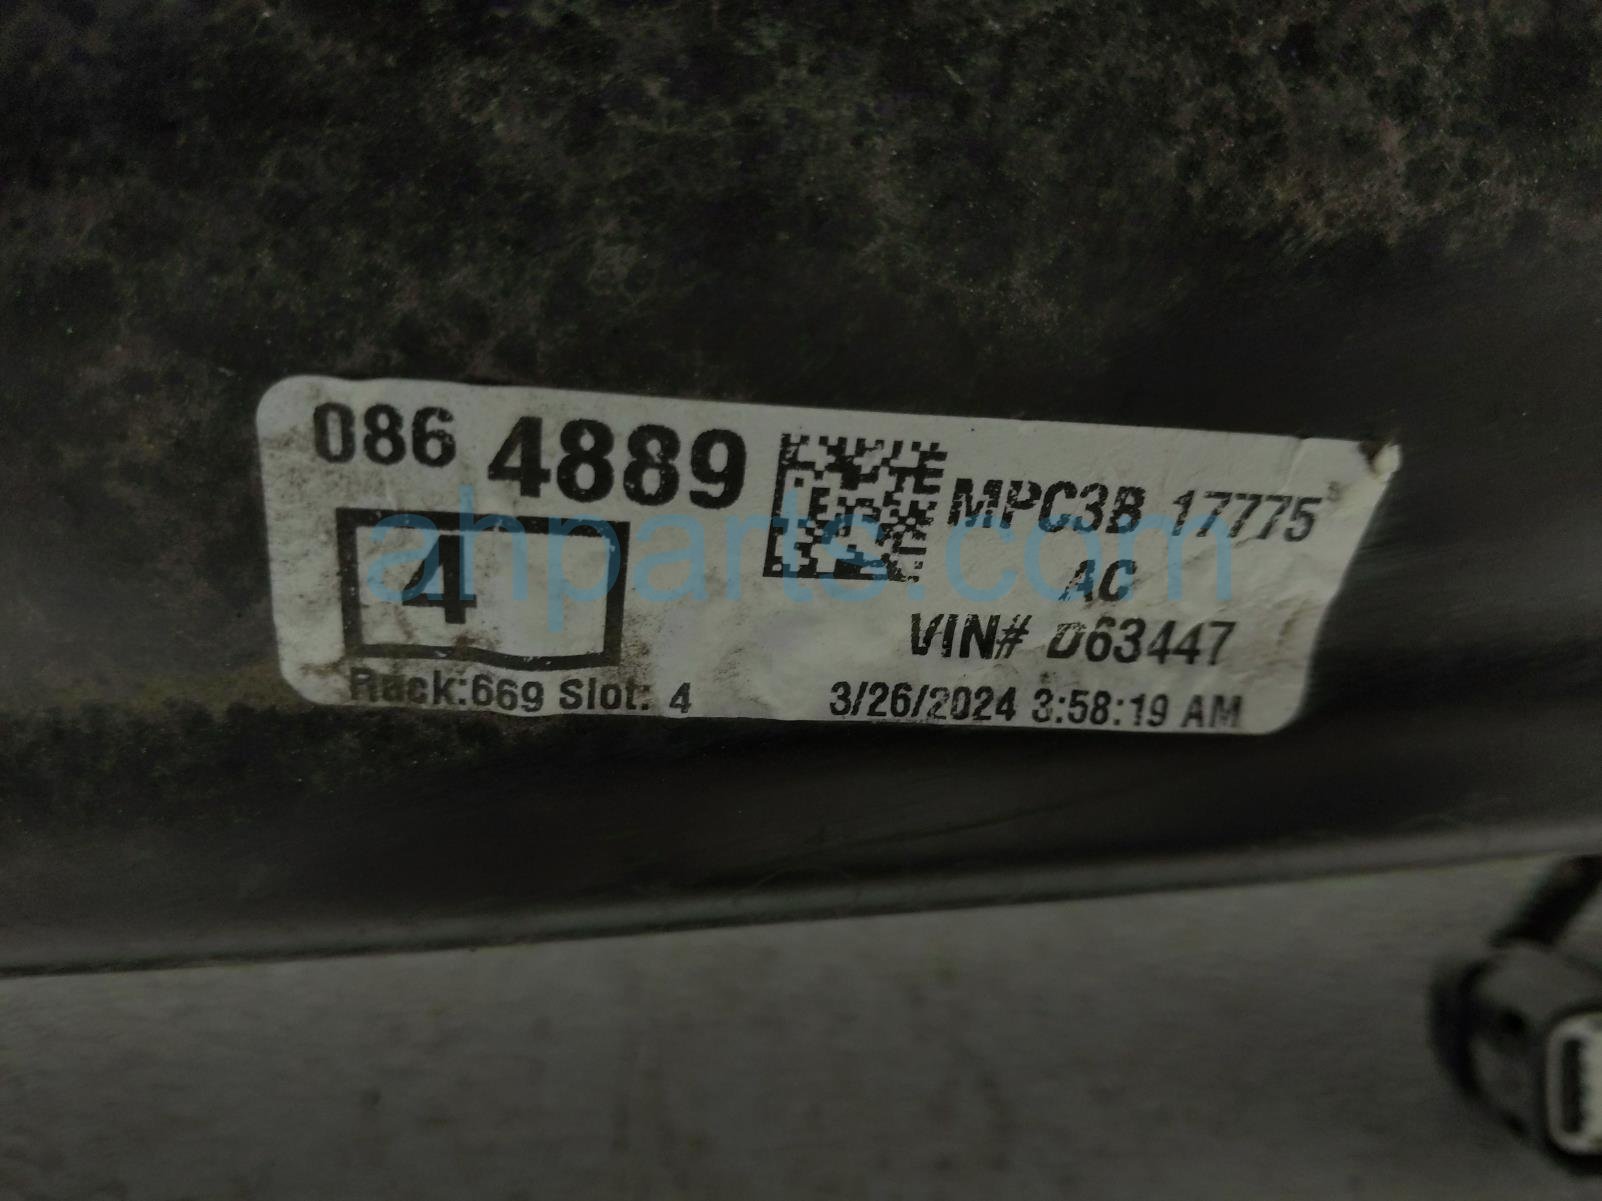 086 4889
MPC3B 17775
4
AC
VIN# D63447
Rack:669 Slot: 4
3/26/2024 3:58:19 AM
ahparts.com